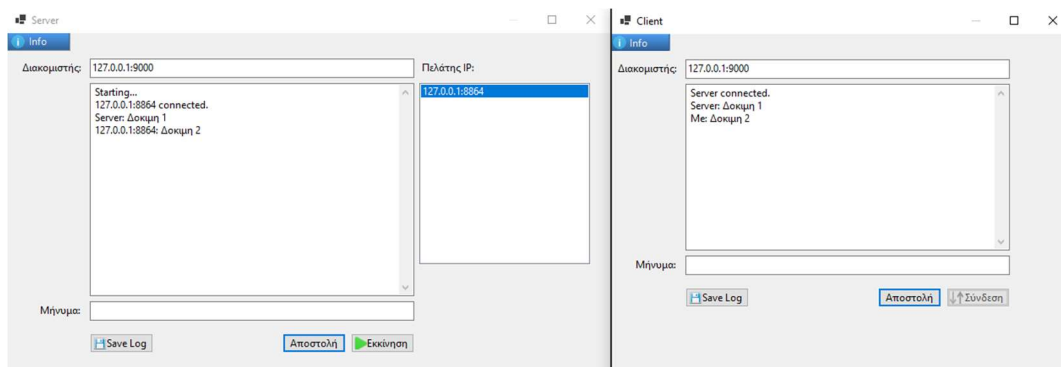 Server
Info
Διακομιστής:
127.0.0.1:9000
Πελάτης IP:
Starting...
127.0.0.1:8864 connected.
Server: Δοκιμη 1
127.0.0.1:8864: Δοκιμη 2
127.0.0.1:8864
Μήνυμα:
Save Log
Αποστολή
Εκκίνηση
Client
Info
Διακομιστής:
127.0.0.1:9000
Server connected.
Server: Δοκιμη 1
Me: Δοκιμη 2
Μήνυμα:
Save Log
Αποστολή
Σύνδεση